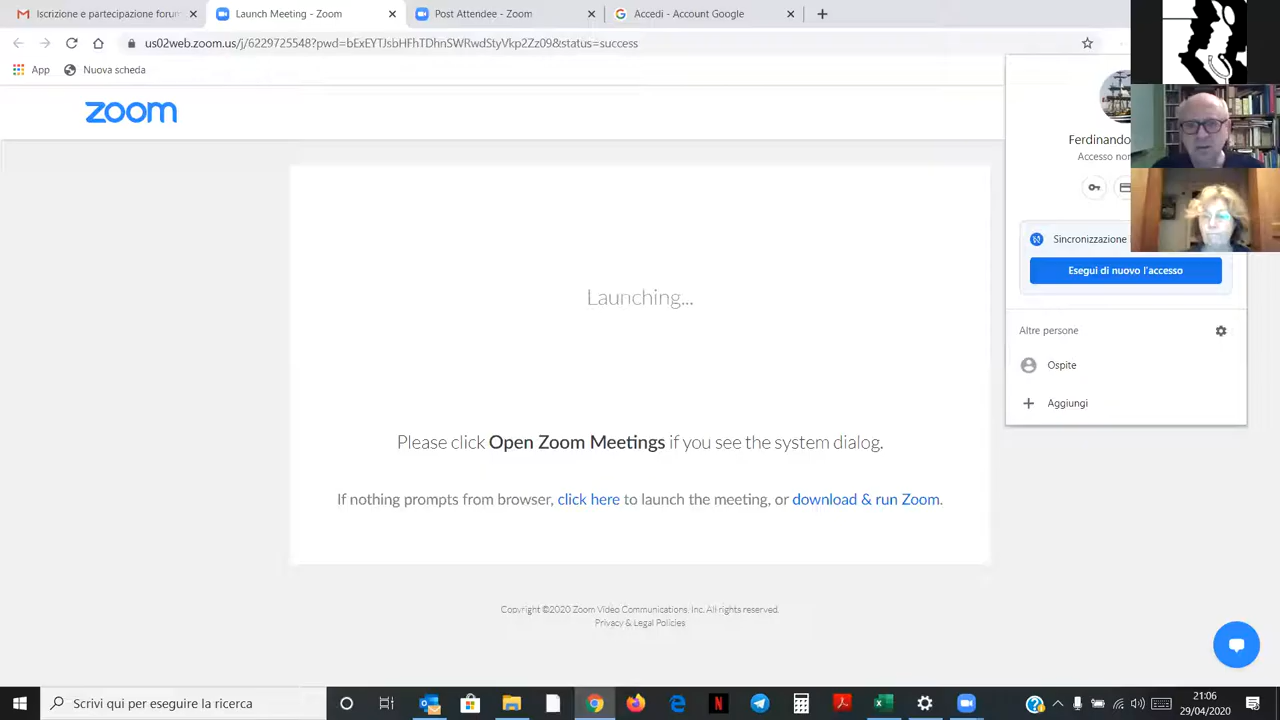 Iscrizione e partecipazione forum
Launch Meeting - Zoom
Post Attendee - Zoom
Accedi - Account Google
us02web.zoom.us/j/6229725548?pwd=bExEYTJsbHFhTDhnSWRwdStyVkp2Zz09&status=success
App
Nuova scheda
zoom
Ferdinando
Accesso non
Sincronizzazione
Esegui di nuovo l'accesso
Altre persone
Ospite
Aggiungi
Launching...
Please click Open Zoom Meetings if you see the system dialog.
If nothing prompts from browser, click here to launch the meeting, or download & run Zoom.
Copyright ©2020 Zoom Video Communications, Inc. All rights reserved.
Privacy & Legal Policies
Scrivi qui per eseguire la ricerca
21:06
29/04/2020